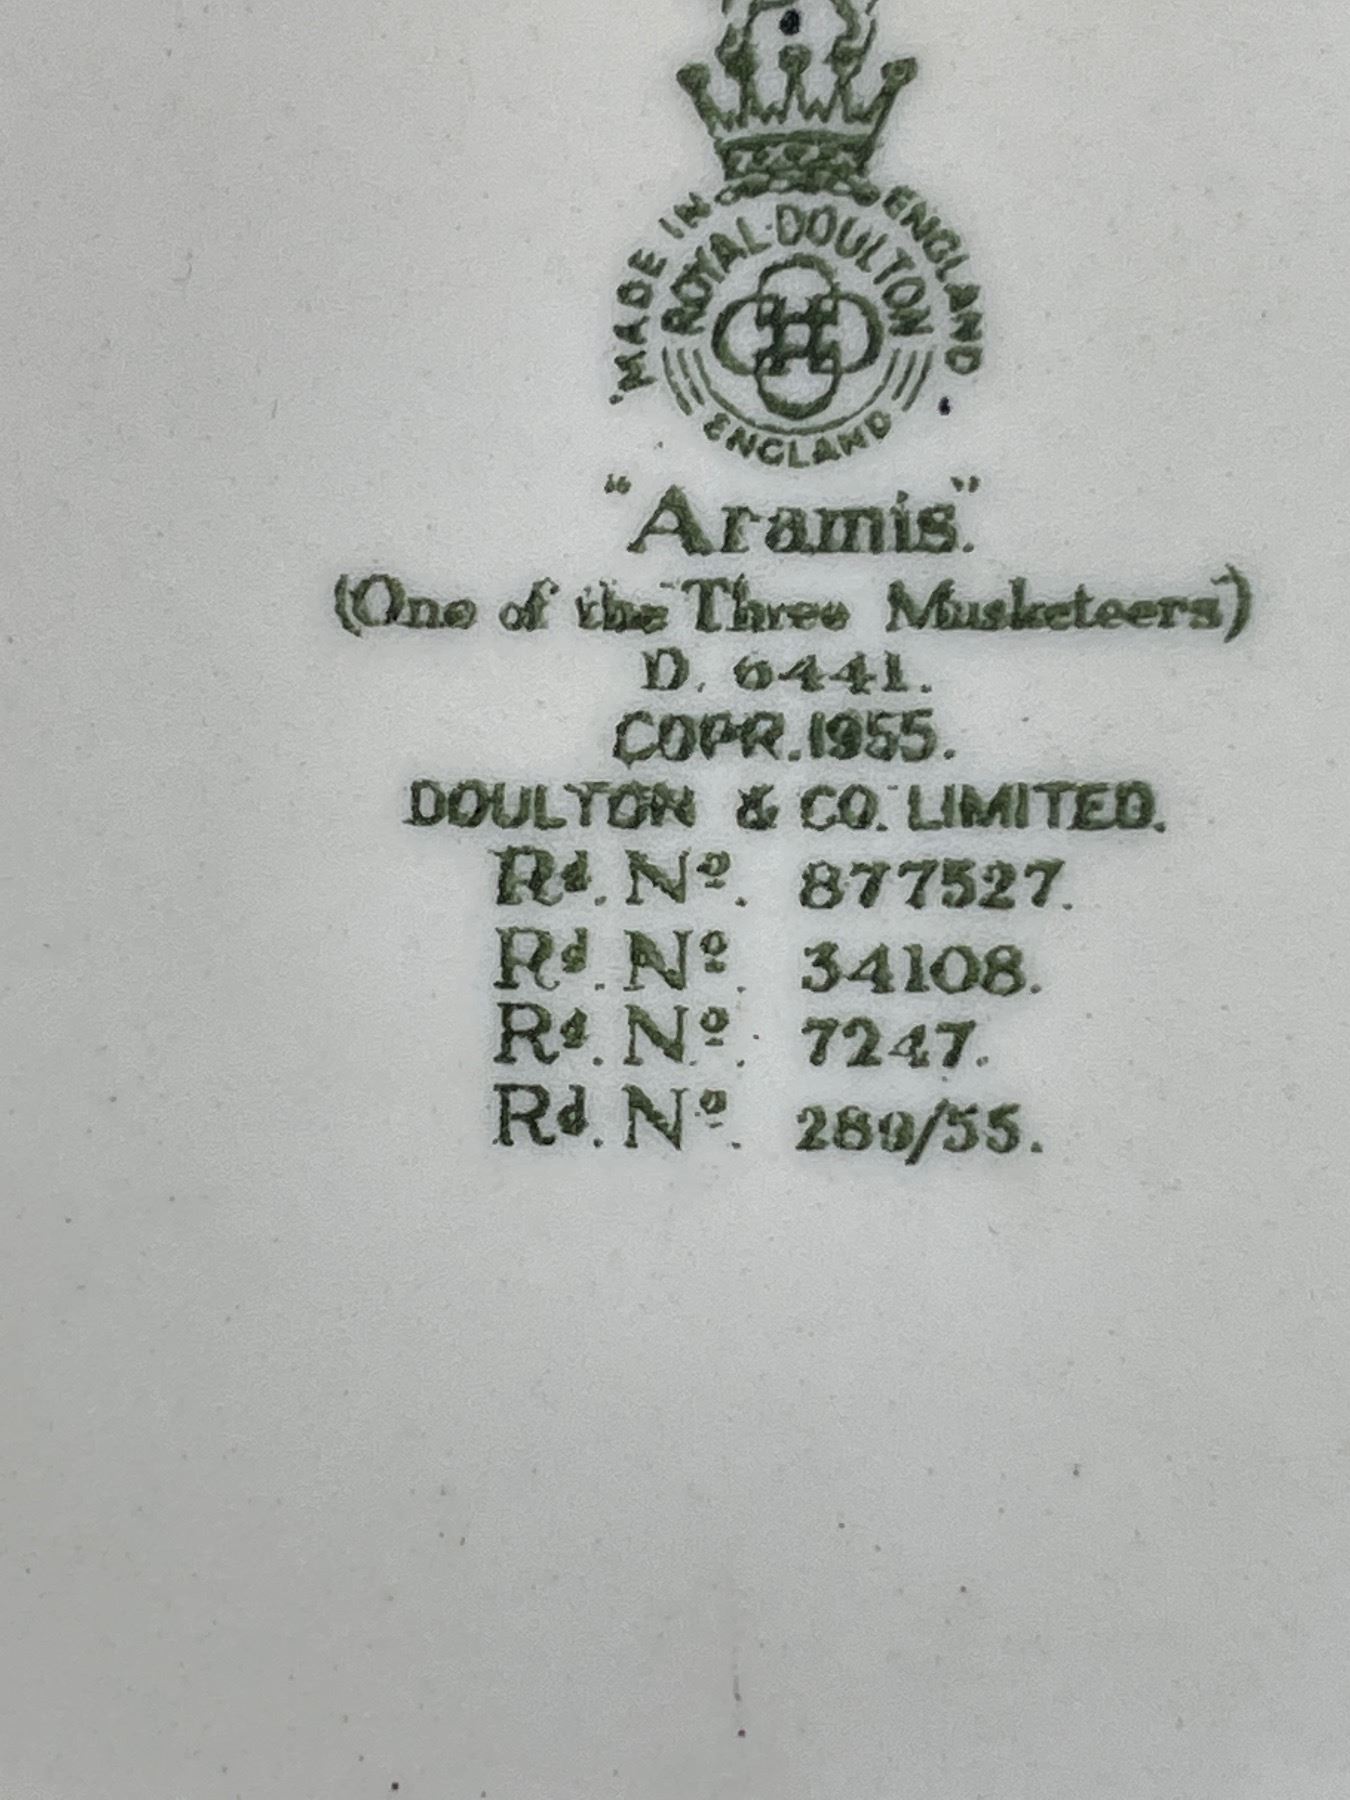 MADE IN ENGLAND
ROYAL DOULTON
ENGLAND
"Aramis."
(One of the Three Musketeers)
D. 6441.
COPR. 1955.
DOULTON & CO. LIMITED.
Rd. Nº. 877527.
Rd. Nº. 34108.
Rd. Nº. 7247.
Rd. Nº. 289/55.